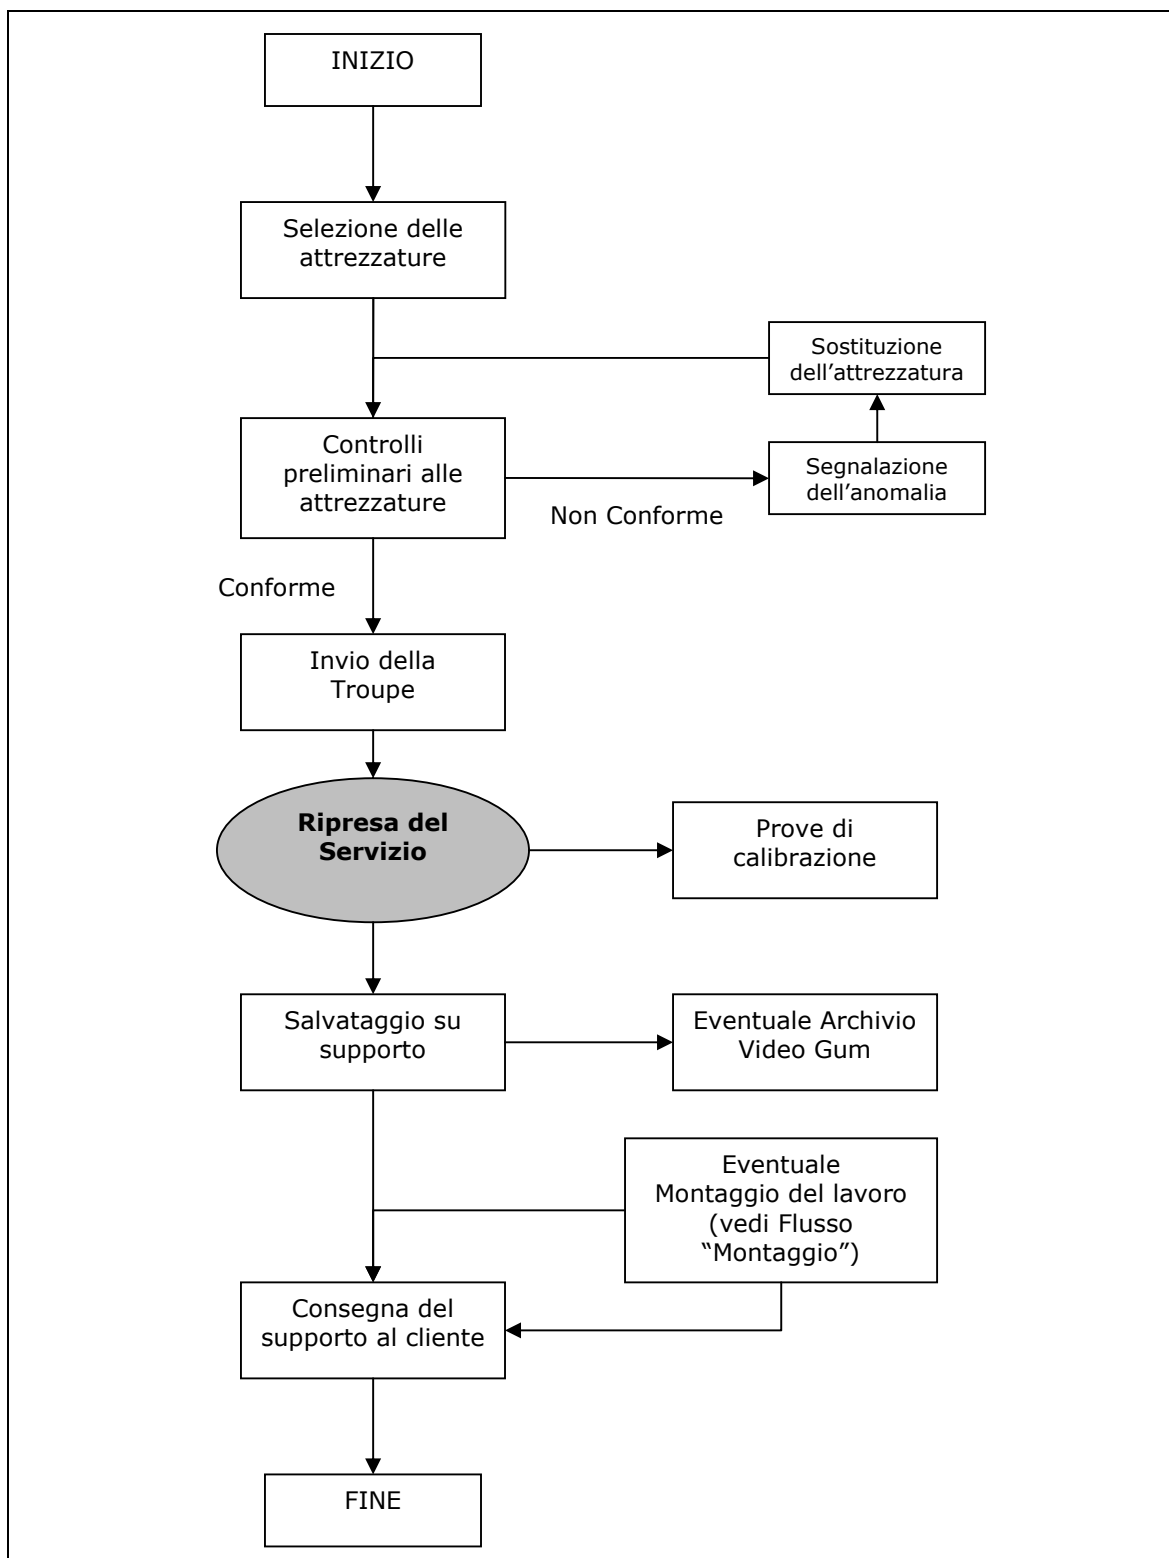 INIZIO
Selezione delle
attrezzature
Sostituzione
dell’attrezzatura
Controlli
preliminari alle
attrezzature
Segnalazione
dell’anomalia
Non Conforme
Conforme
Invio della
Troupe
Ripresa del
Servizio
Prove di
calibrazione
Salvataggio su
supporto
Eventuale Archivio
Video Gum
Eventuale
Montaggio del lavoro
(vedi Flusso
“Montaggio”)
Consegna del
supporto al cliente
FINE